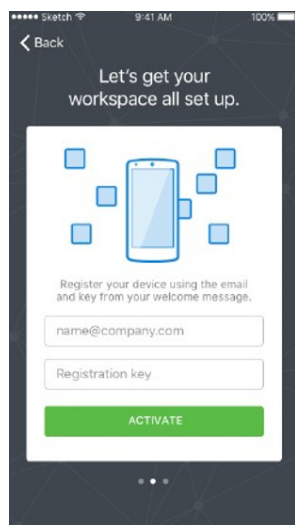 Sketch 9:41 AM 100%
Back
Let's get your
workspace all set up.
Register your device using the email
and key from your welcome message.
name@company.com
Registration key
ACTIVATE